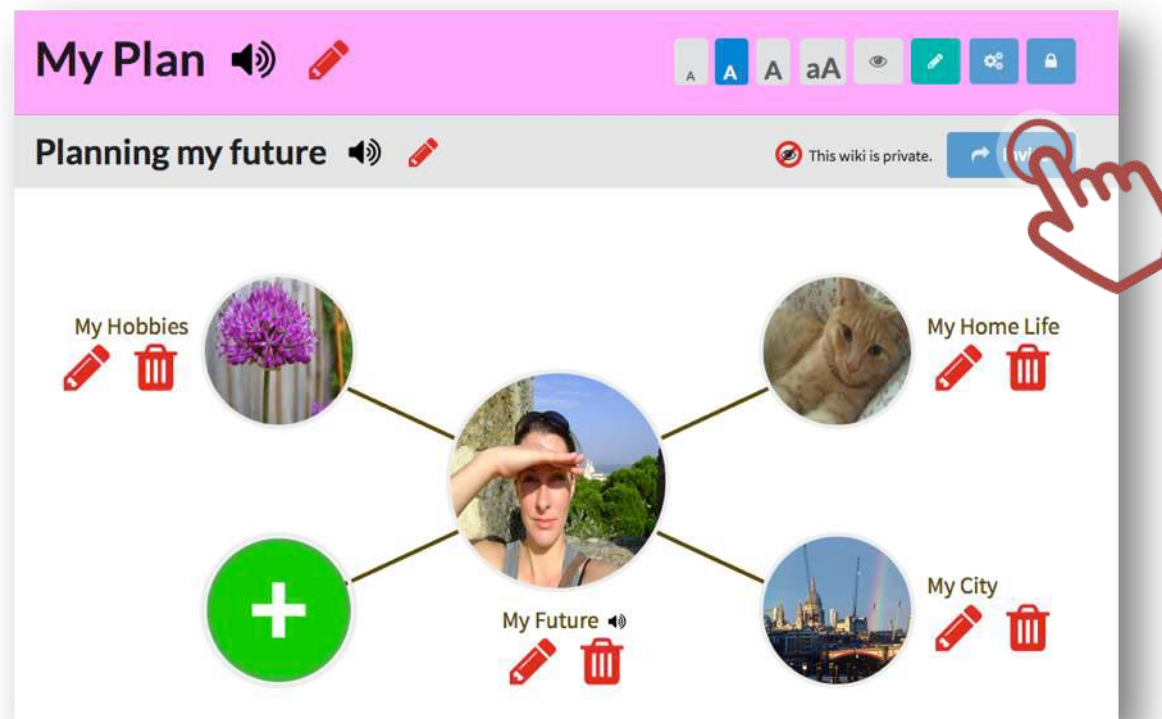 My Plan
A A A aA
Planning my future
This wiki is private.
My Hobbies
My Home Life
My Future
My City